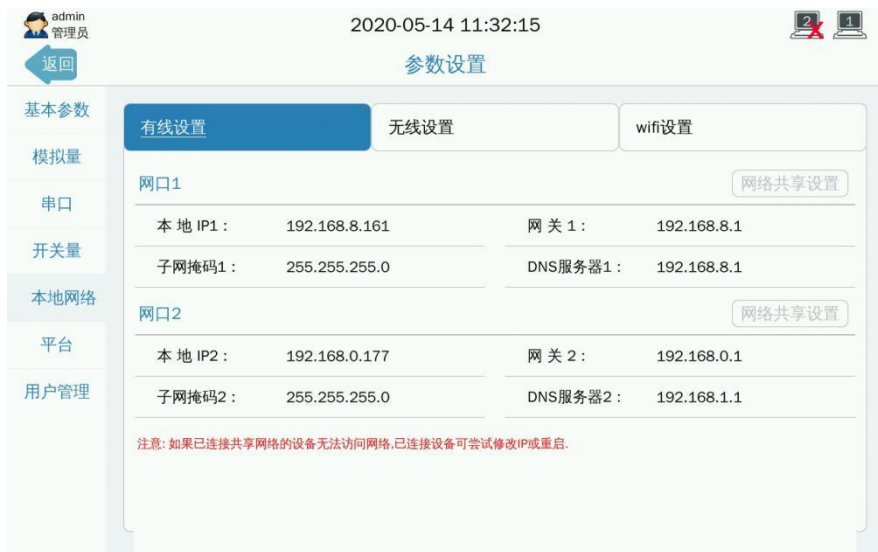 admin
管理员
2020-05-14 11:32:15
2
1
返回
参数设置
基本参数
模拟量
串口
开关量
本地网络
平台
用户管理
有线设置
无线设置
wifi设置
网口1
网络共享设置
本 地 IP1：
192.168.8.161
网 关 1：
192.168.8.1
子网掩码1：
255.255.255.0
DNS服务器1：
192.168.8.1
网口2
网络共享设置
本 地 IP2：
192.168.0.177
网 关 2：
192.168.0.1
子网掩码2：
255.255.255.0
DNS服务器2：
192.168.1.1
注意: 如果已连接共享网络的设备无法访问网络,已连接设备可尝试修改IP或重启.